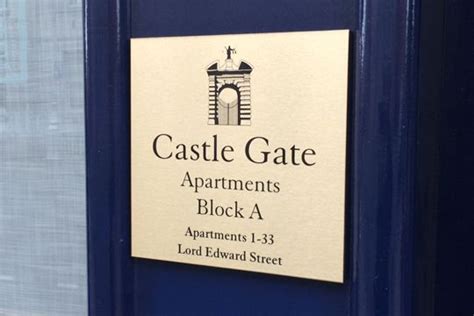 Castle Gate
Apartments
Block A
Apartments 1-33
Lord Edward Street